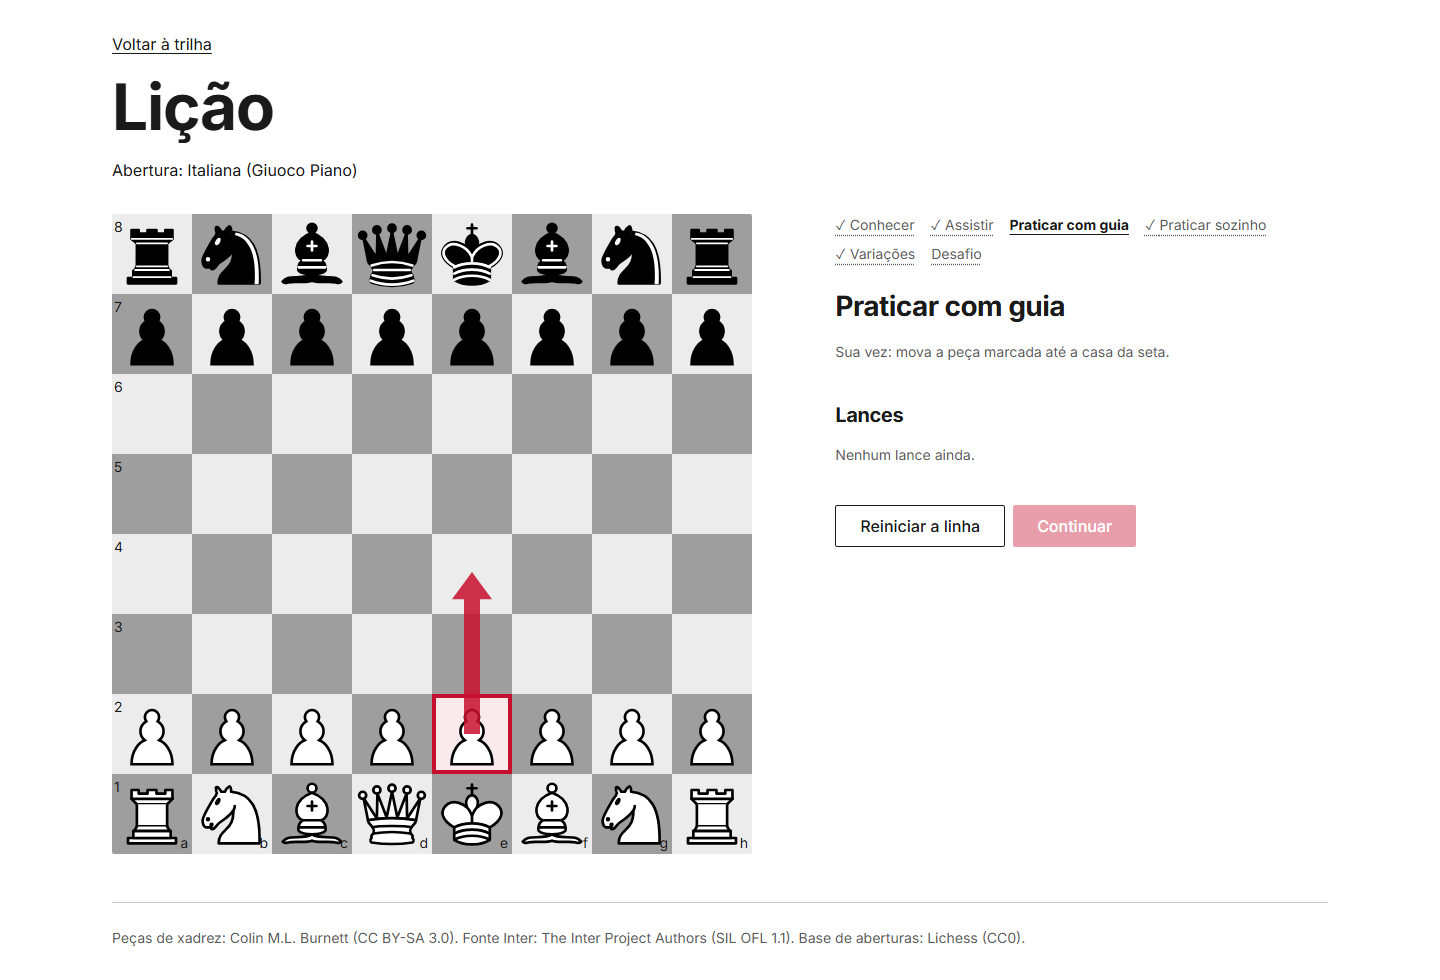 Voltar à trilha
Lição
Abertura: Italiana (Giuoco Piano)
8
7
6
5
4
3
2
1
a b c d e f g h
✓ Conhecer ✓ Assistir Praticar com guia ✓ Praticar sozinho
✓ Variações Desafio
Praticar com guia
Sua vez: mova a peça marcada até a casa da seta.
Lances
Nenhum lance ainda.
Reiniciar a linha Continuar
Peças de xadrez: Colin M.L. Burnett (CC BY-SA 3.0). Fonte Inter: The Inter Project Authors (SIL OFL 1.1). Base de aberturas: Lichess (CC0).